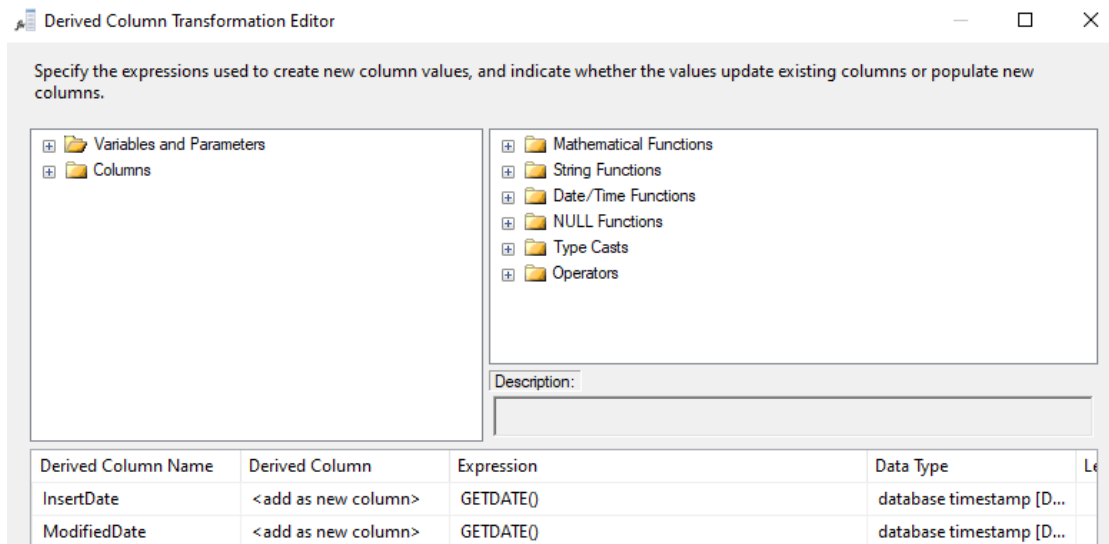 Derived Column Transformation Editor
Specify the expressions used to create new column values, and indicate whether the values update existing columns or populate new
columns.
Variables and Parameters
Columns
Mathematical Functions
String Functions
Date/Time Functions
NULL Functions
Type Casts
Operators
Description:
Derived Column Name Derived Column Expression Data Type Le
InsertDate <add as new column> GETDATE() database timestamp [D...
ModifiedDate <add as new column> GETDATE() database timestamp [D...